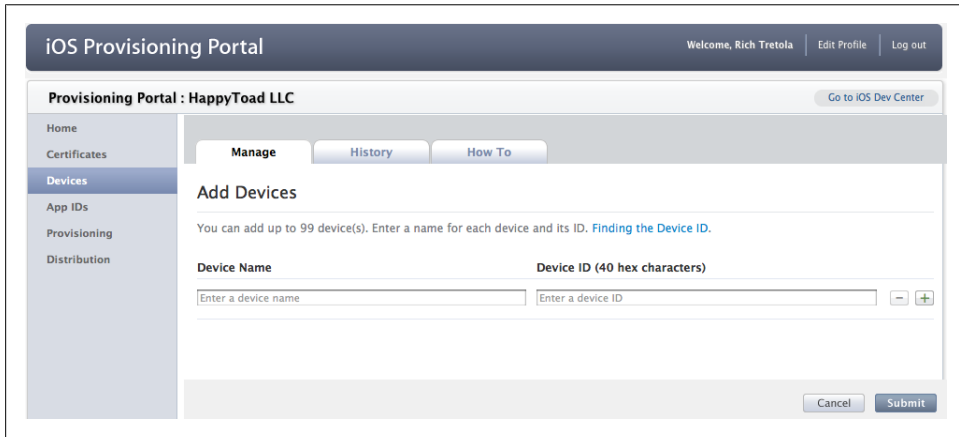 iOS Provisioning Portal
Welcome, Rich Tretola
Edit Profile
Log out
Provisioning Portal : HappyToad LLC
Go to iOS Dev Center
Home
Certificates
Devices
App IDs
Provisioning
Distribution
Manage
History
How To
Add Devices
You can add up to 99 device(s). Enter a name for each device and its ID. Finding the Device ID.
Device Name
Device ID (40 hex characters)
Enter a device name
Enter a device ID
Cancel
Submit